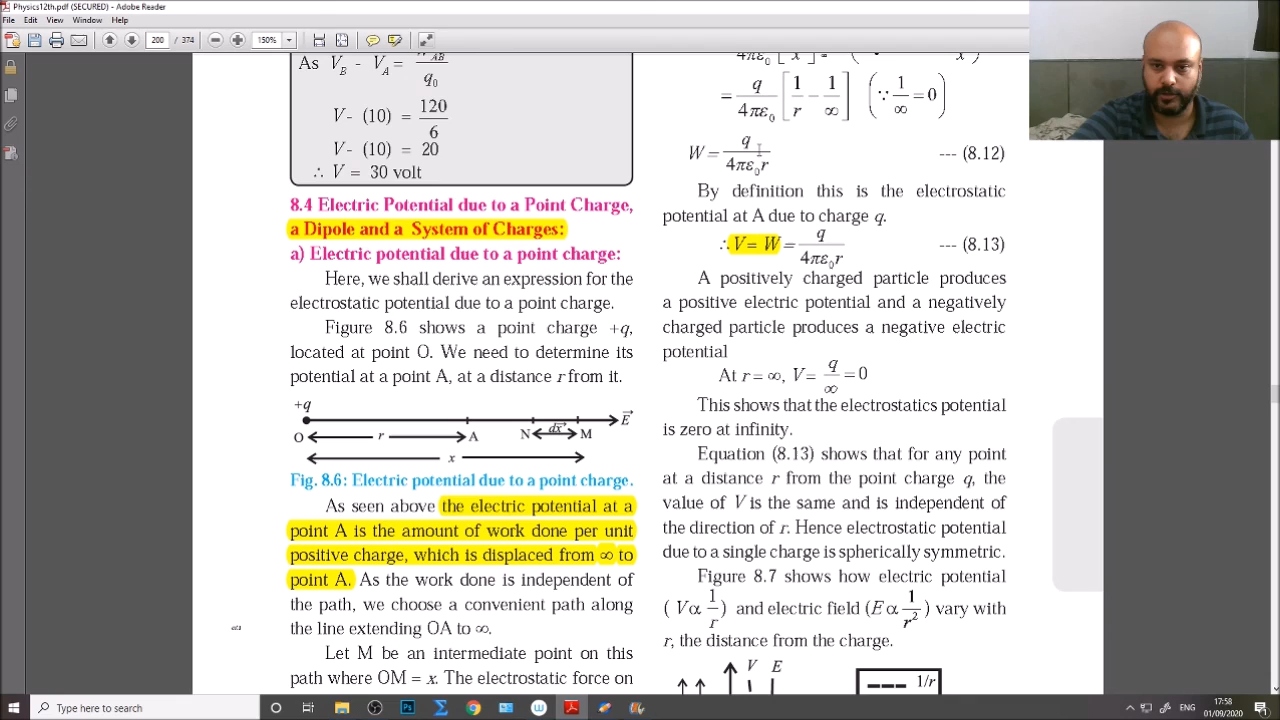 Physics12th.pdf (SECURED) - Adobe Reader
File Edit View Window Help
200 / 374 150%
As V_B - V_A = W_AB / q_0
V- (10) = 120/6
V- (10) = 20
∴ V = 30 volt
8.4 Electric Potential due to a Point Charge,
a Dipole and a System of Charges:
a) Electric potential due to a point charge:
Here, we shall derive an expression for the
electrostatic potential due to a point charge.
Figure 8.6 shows a point charge +q,
located at point O. We need to determine its
potential at a point A, at a distance r from it.
+q
E⃗
O r A N dx⃗ M
x
Fig. 8.6: Electric potential due to a point charge.
As seen above the electric potential at a
point A is the amount of work done per unit
positive charge, which is displaced from ∞ to
point A. As the work done is independent of
the path, we choose a convenient path along
the line extending OA to ∞.
Let M be an intermediate point on this
path where OM = x. The electrostatic force on
= q/4πε₀ [1/r − 1/∞] (∵ 1/∞ = 0)
W = q/4πε₀r --- (8.12)
By definition this is the electrostatic
potential at A due to charge q.
∴ V= W = q/4πε₀r --- (8.13)
A positively charged particle produces
a positive electric potential and a negatively
charged particle produces a negative electric
potential
At r = ∞, V= q/∞ = 0
This shows that the electrostatics potential
is zero at infinity.
Equation (8.13) shows that for any point
at a distance r from the point charge q, the
value of V is the same and is independent of
the direction of r. Hence electrostatic potential
due to a single charge is spherically symmetric.
Figure 8.7 shows how electric potential
( Vα 1/r ) and electric field (E α 1/r²) vary with
r, the distance from the charge.
V E
1/r
Type here to search
ENG
17:58
01/09/2020